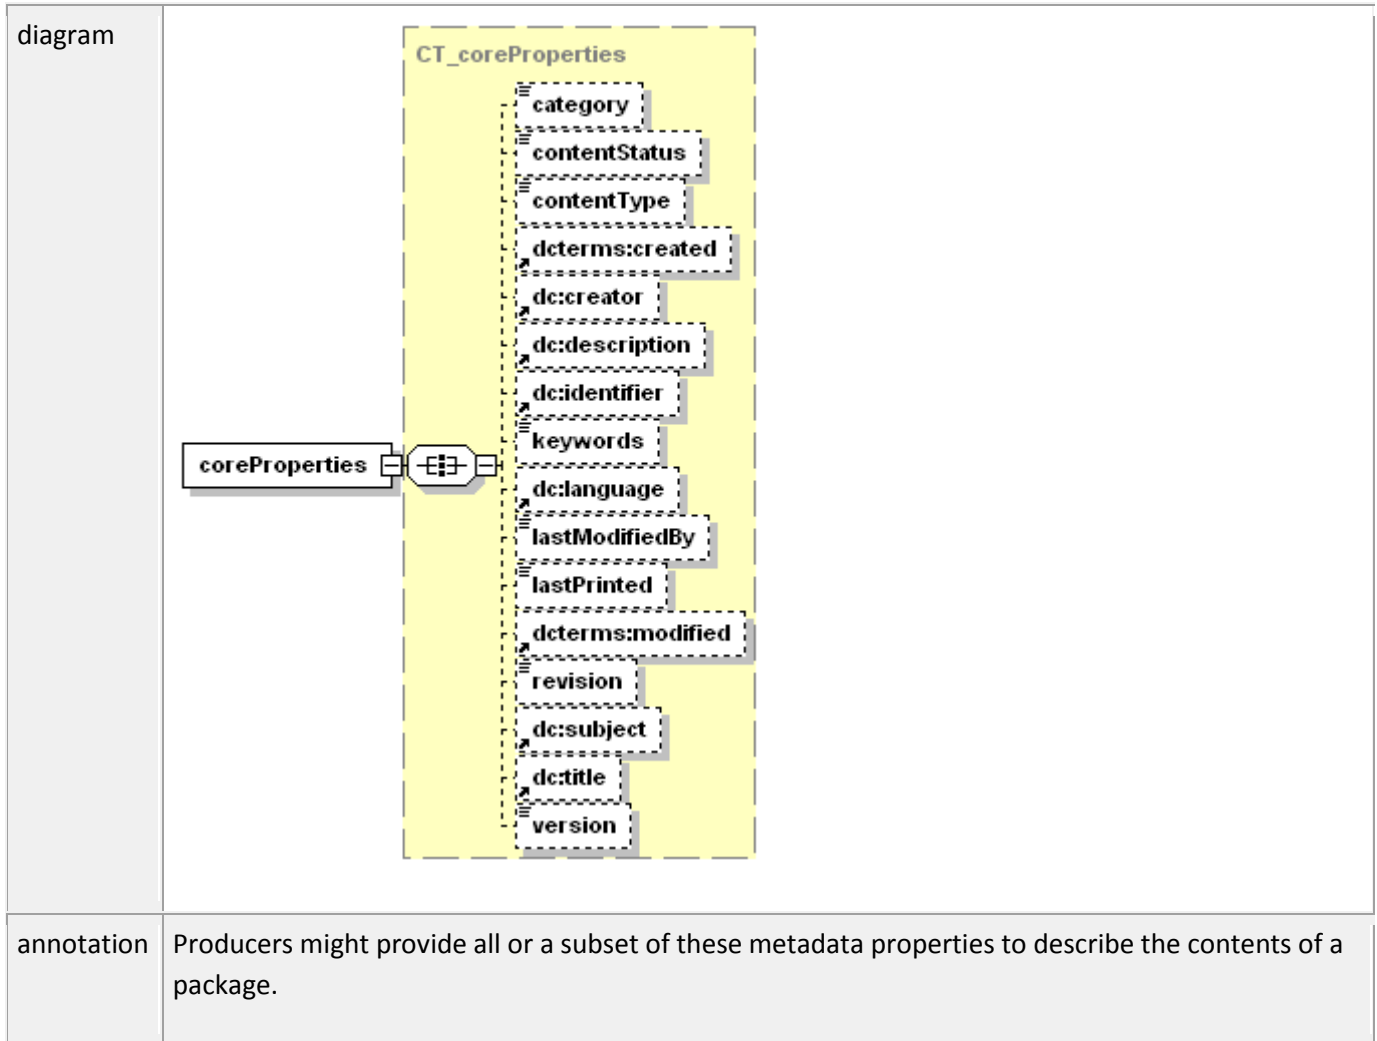 diagram
CT_coreProperties
category
contentStatus
contentType
dcterms:created
dc:creator
dc:description
dc:identifier
keywords
coreProperties
dc:language
lastModifiedBy
lastPrinted
dcterms:modified
revision
dc:subject
dc:title
version
annotation
Producers might provide all or a subset of these metadata properties to describe the contents of a
package.